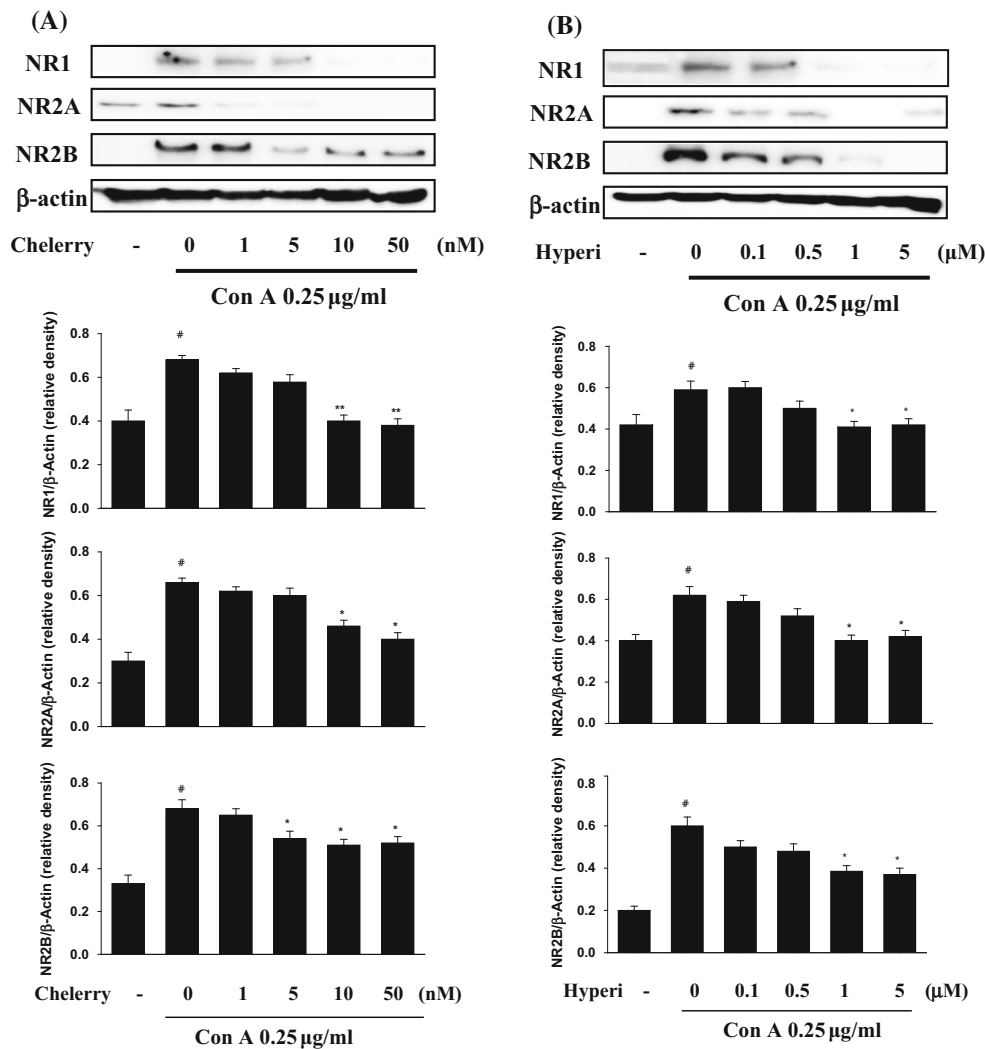 (A)
NR1
NR2A
NR2B
β-actin
Chelerry - 0 1 5 10 50 (nM)
Con A 0.25 μg/ml
NR1/β-Actin (relative density)
0.8
0.6
0.4
0.2
0.0
#
**
**
NR2A/β-Actin (relative density)
0.8
0.6
0.4
0.2
0.0
#
*
*
NR2B/β-Actin (relative density)
0.8
0.6
0.4
0.2
0.0
#
*
*
*
Chelerry - 0 1 5 10 50 (nM)
Con A 0.25 μg/ml
(B)
NR1
NR2A
NR2B
β-actin
Hyperi - 0 0.1 0.5 1 5 (μM)
Con A 0.25 μg/ml
NR1/β-Actin (relative density)
0.8
0.6
0.4
0.2
0.0
#
*
*
NR2A/β-Actin (relative density)
0.8
0.6
0.4
0.2
0.0
#
*
*
NR2B/β-Actin (relative density)
0.8
0.6
0.4
0.2
0.0
#
*
*
Hyperi - 0 0.1 0.5 1 5 (μM)
Con A 0.25 μg/ml